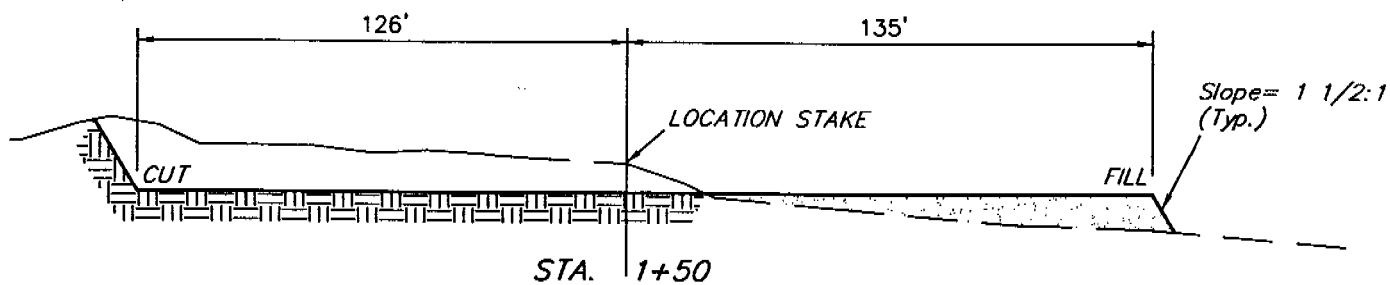 126'
135'
Slope= 1 1/2:1
(Typ.)
LOCATION STAKE
CUT
FILL
STA. 1+50